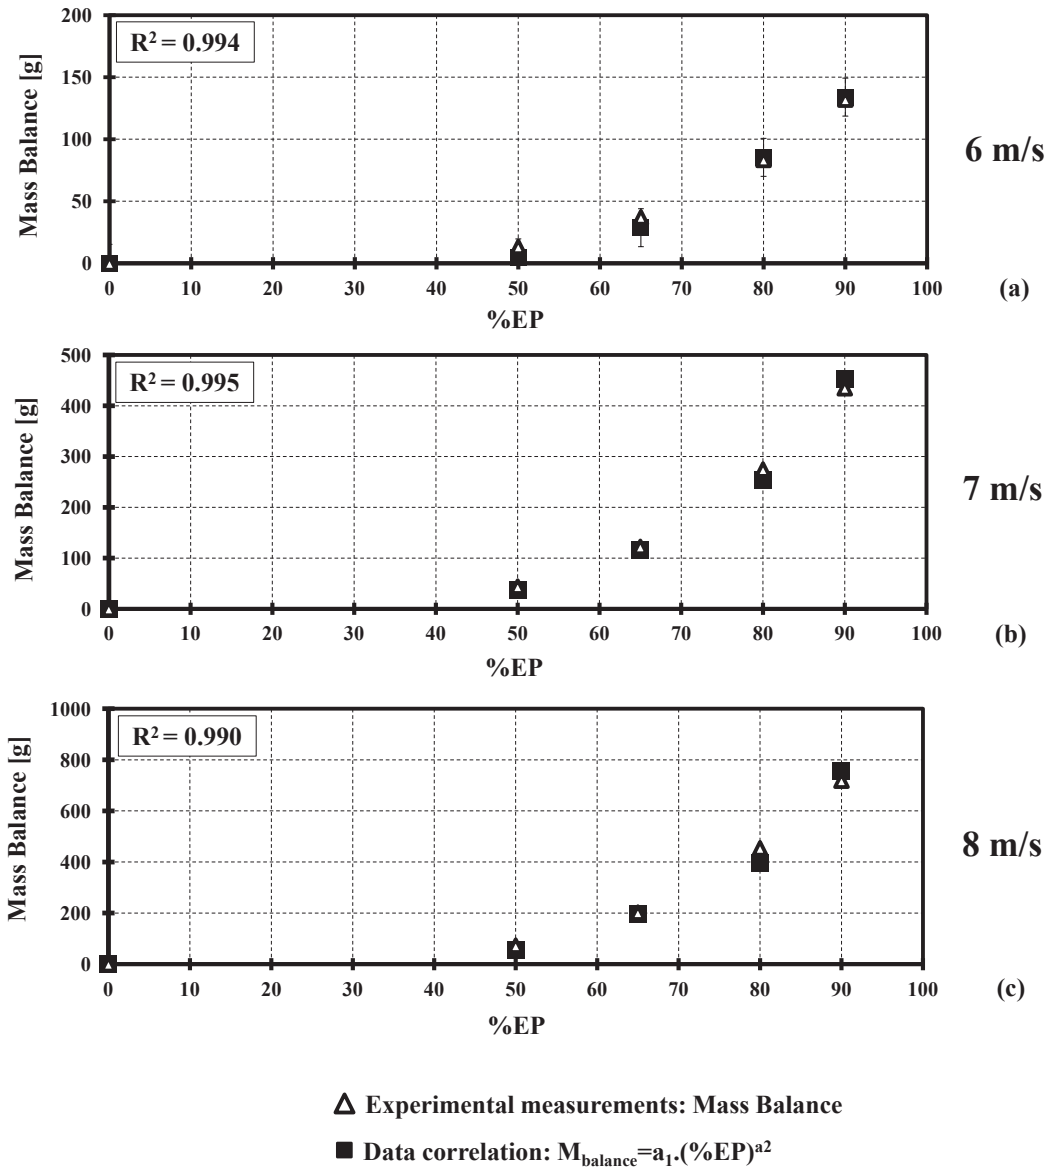 R² = 0.994
Mass Balance [g]
200
150
100
50
0
0 10 20 30 40 50 60 70 80 90 100
%EP
6 m/s
(a)
R² = 0.995
Mass Balance [g]
500
400
300
200
100
0
0 10 20 30 40 50 60 70 80 90 100
%EP
7 m/s
(b)
R² = 0.990
Mass Balance [g]
1000
800
600
400
200
0
0 10 20 30 40 50 60 70 80 90 100
%EP
8 m/s
(c)
Experimental measurements: Mass Balance
Data correlation: M_balance=a₁.(%EP)^a2